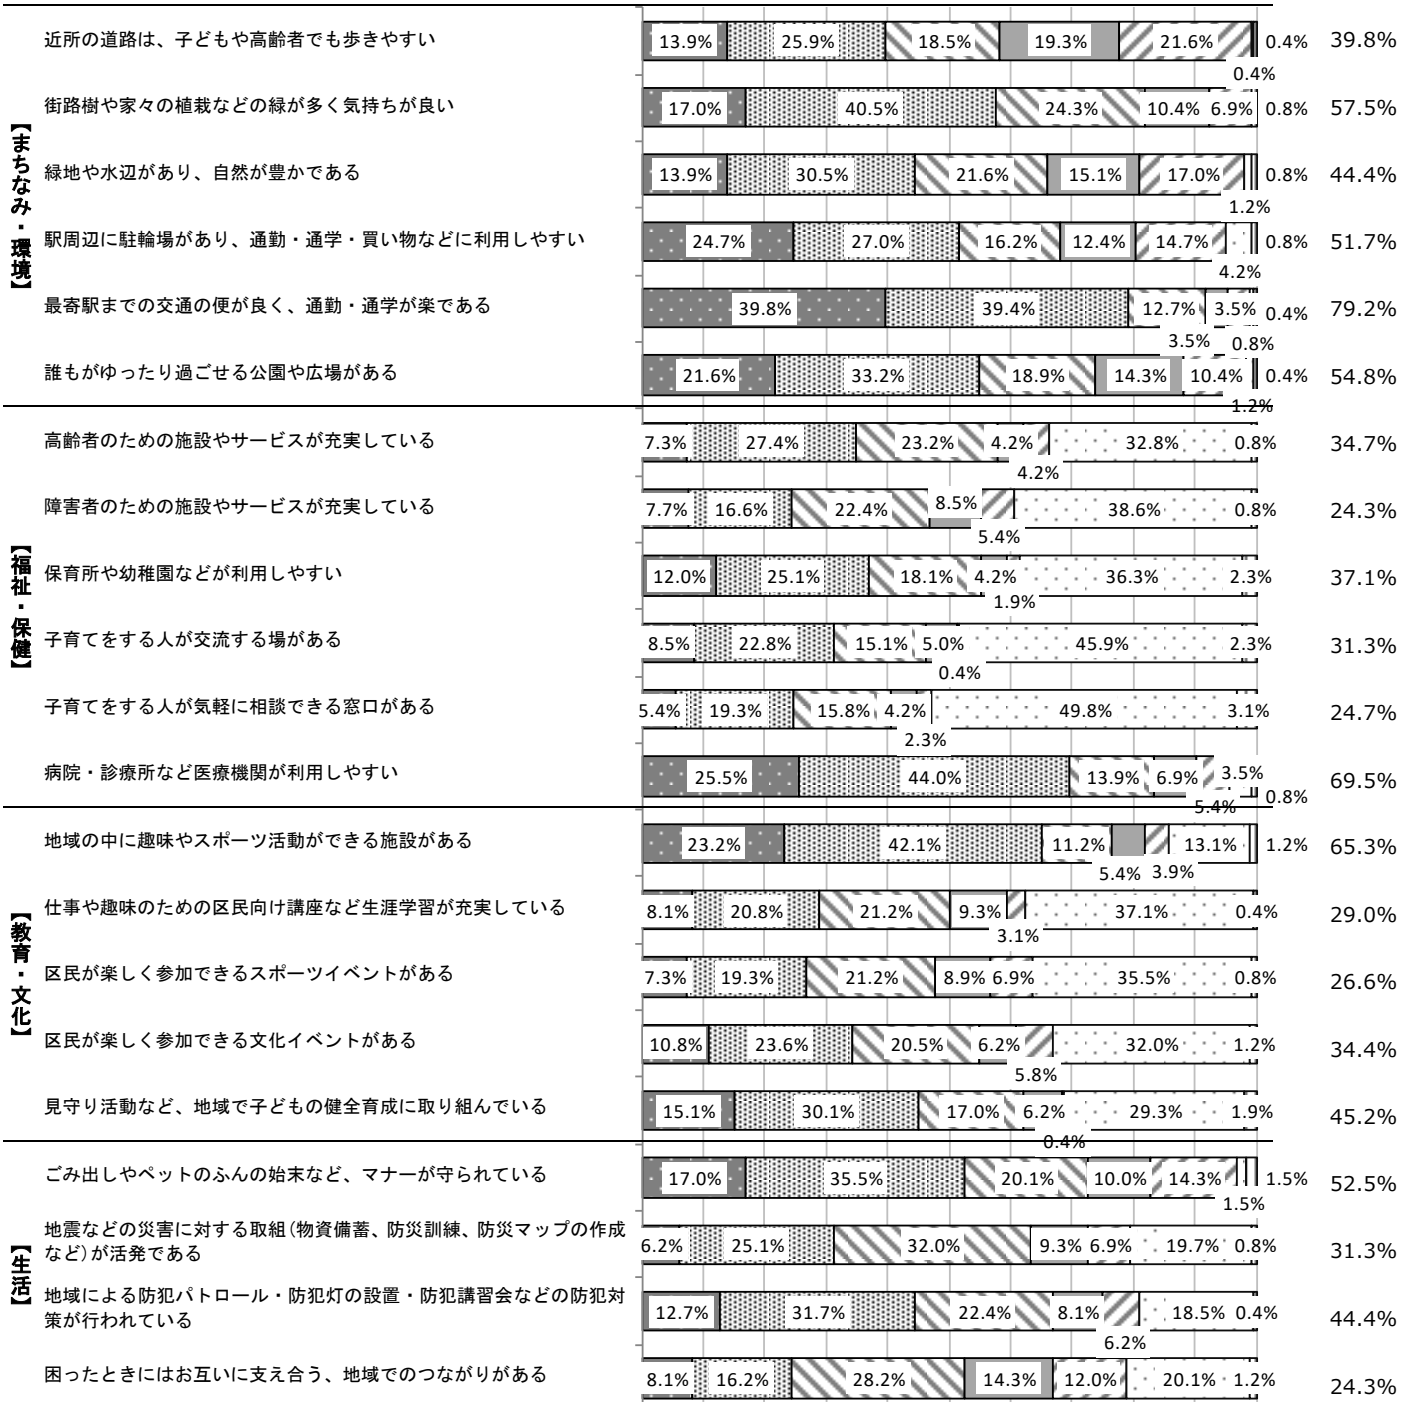 【まちなみ・環境】
近所の道路は、子どもや高齢者でも歩きやすい
13.9% 25.9% 18.5% 19.3% 21.6% 0.4% 39.8%
0.4%
街路樹や家々の植栽などの緑が多く気持ちが良い
17.0% 40.5% 24.3% 10.4% 6.9% 0.8% 57.5%
緑地や水辺があり、自然が豊かである
13.9% 30.5% 21.6% 15.1% 17.0% 0.8% 44.4%
1.2%
駅周辺に駐輪場があり、通勤・通学・買い物などに利用しやすい
24.7% 27.0% 16.2% 12.4% 14.7% 0.8% 51.7%
4.2%
最寄駅までの交通の便が良く、通勤・通学が楽である
39.8% 39.4% 12.7% 3.5% 0.4% 79.2%
3.5% 0.8%
誰もがゆったり過ごせる公園や広場がある
21.6% 33.2% 18.9% 14.3% 10.4% 0.4% 54.8%
1.2%
【福祉・保健】
高齢者のための施設やサービスが充実している
7.3% 27.4% 23.2% 4.2% 32.8% 0.8% 34.7%
4.2%
障害者のための施設やサービスが充実している
7.7% 16.6% 22.4% 8.5% 38.6% 0.8% 24.3%
5.4%
保育所や幼稚園などが利用しやすい
12.0% 25.1% 18.1% 4.2% 36.3% 2.3% 37.1%
1.9%
子育てをする人が交流する場がある
8.5% 22.8% 15.1% 5.0% 45.9% 2.3% 31.3%
0.4%
子育てをする人が気軽に相談できる窓口がある
5.4% 19.3% 15.8% 4.2% 49.8% 3.1% 24.7%
2.3%
病院・診療所など医療機関が利用しやすい
25.5% 44.0% 13.9% 6.9% 3.5% 69.5%
5.4% 0.8%
【教育・文化】
地域の中に趣味やスポーツ活動ができる施設がある
23.2% 42.1% 11.2% 13.1% 1.2% 65.3%
5.4% 3.9%
仕事や趣味のための区民向け講座など生涯学習が充実している
8.1% 20.8% 21.2% 9.3% 37.1% 0.4% 29.0%
3.1%
区民が楽しく参加できるスポーツイベントがある
7.3% 19.3% 21.2% 8.9% 6.9% 35.5% 0.8% 26.6%
区民が楽しく参加できる文化イベントがある
10.8% 23.6% 20.5% 6.2% 32.0% 1.2% 34.4%
5.8%
見守り活動など、地域で子どもの健全育成に取り組んでいる
15.1% 30.1% 17.0% 6.2% 29.3% 1.9% 45.2%
0.4%
【生活】
ごみ出しやペットのふんの始末など、マナーが守られている
17.0% 35.5% 20.1% 10.0% 14.3% 1.5% 52.5%
1.5%
地震などの災害に対する取組(物資備蓄、防災訓練、防災マップの作成
など)が活発である
6.2% 25.1% 32.0% 9.3% 6.9% 19.7% 0.8% 31.3%
地域による防犯パトロール・防犯灯の設置・防犯講習会などの防犯対
策が行われている
12.7% 31.7% 22.4% 8.1% 18.5% 0.4% 44.4%
6.2%
困ったときにはお互いに支え合う、地域でのつながりがある
8.1% 16.2% 28.2% 14.3% 12.0% 20.1% 1.2% 24.3%